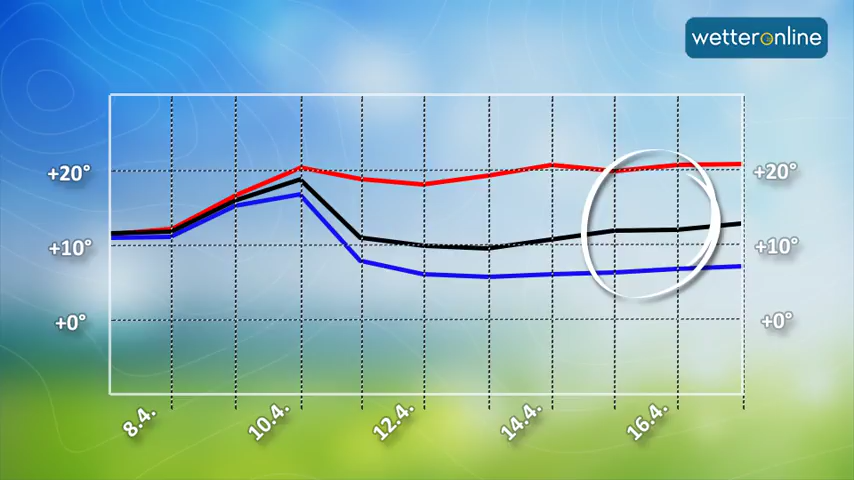 wetteronline
+20° +20°
+10° +10°
+0° +0°
8.4. 10.4. 12.4. 14.4. 16.4.